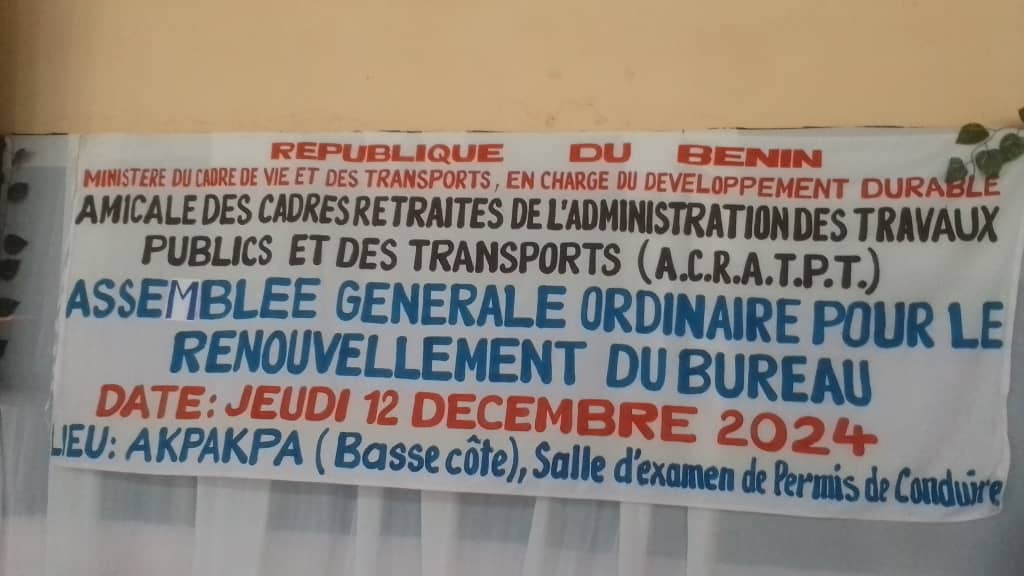 REPUBLIQUE DU BENIN
MINISTERE DU CADRE DE VIE ET DES TRANSPORTS, EN CHARGE DU DEVELOPPEMENT DURABLE
AMICALE DES CADRES RETRAITES DE L'ADMINISTRATION DES TRAVAUX
PUBLICS ET DES TRANSPORTS (A.C.R.A.T.P.T.)
ASSEMBLEE GENERALE ORDINAIRE POUR LE
RENOUVELLEMENT DU BUREAU
DATE: JEUDI 12 DECEMBRE 2024
LIEU: AKPAKPA (Basse côte), Salle d'examen de Permis de Conduire